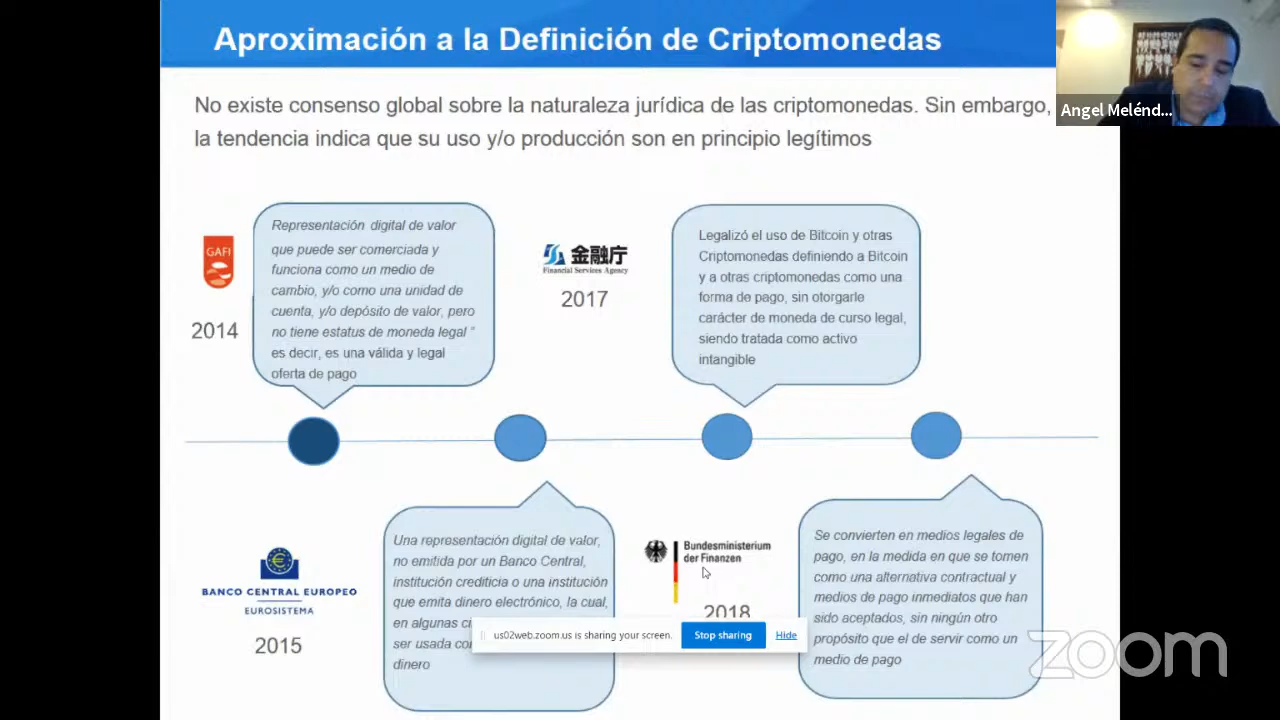 Aproximación a la Definición de Criptomonedas
No existe consenso global sobre la naturaleza jurídica de las criptomonedas. Sin embargo,
la tendencia indica que su uso y/o producción son en principio legítimos
Angel Melénd...
GAFI
2014
Representación digital de valor
que puede ser comerciada y
funciona como un medio de
cambio, y/o como una unidad de
cuenta, y/o depósito de valor, pero
no tiene estatus de moneda legal "
es decir, es una válida y legal
oferta de pago
金融庁
Financial Services Agency
2017
Legalizó el uso de Bitcoin y otras
Criptomonedas definiendo a Bitcoin
y a otras criptomonedas como una
forma de pago, sin otorgarle
carácter de moneda de curso legal,
siendo tratada como activo
intangible
BANCO CENTRAL EUROPEO
EUROSISTEMA
2015
Una representación digital de valor,
no emitida por un Banco Central,
institución crediticia o una institución
que emita dinero electrónico, la cual,
en algunas
ser usada
dinero
Bundesministerium
der Finanzen
2018
Se convierten en medios legales de
pago, en la medida en que se tomen
como una alternativa contractual y
medios de pago inmediatos que han
sido aceptados, sin ningún otro
propósito que el de servir como un
medio de pago
us02web.zoom.us is sharing your screen.
Stop sharing
Hide
zoom